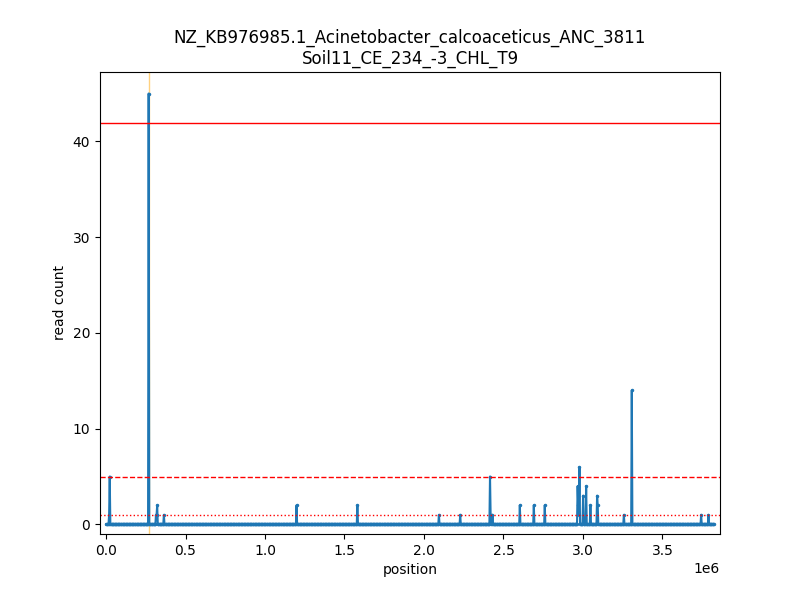 NZ_KB976985.1_Acinetobacter_calcoaceticus_ANC_3811
Soil11_CE_234_-3_CHL_T9
read count
40
30
20
10
0
0.0 0.5 1.0 1.5 2.0 2.5 3.0 3.5
1e6
position